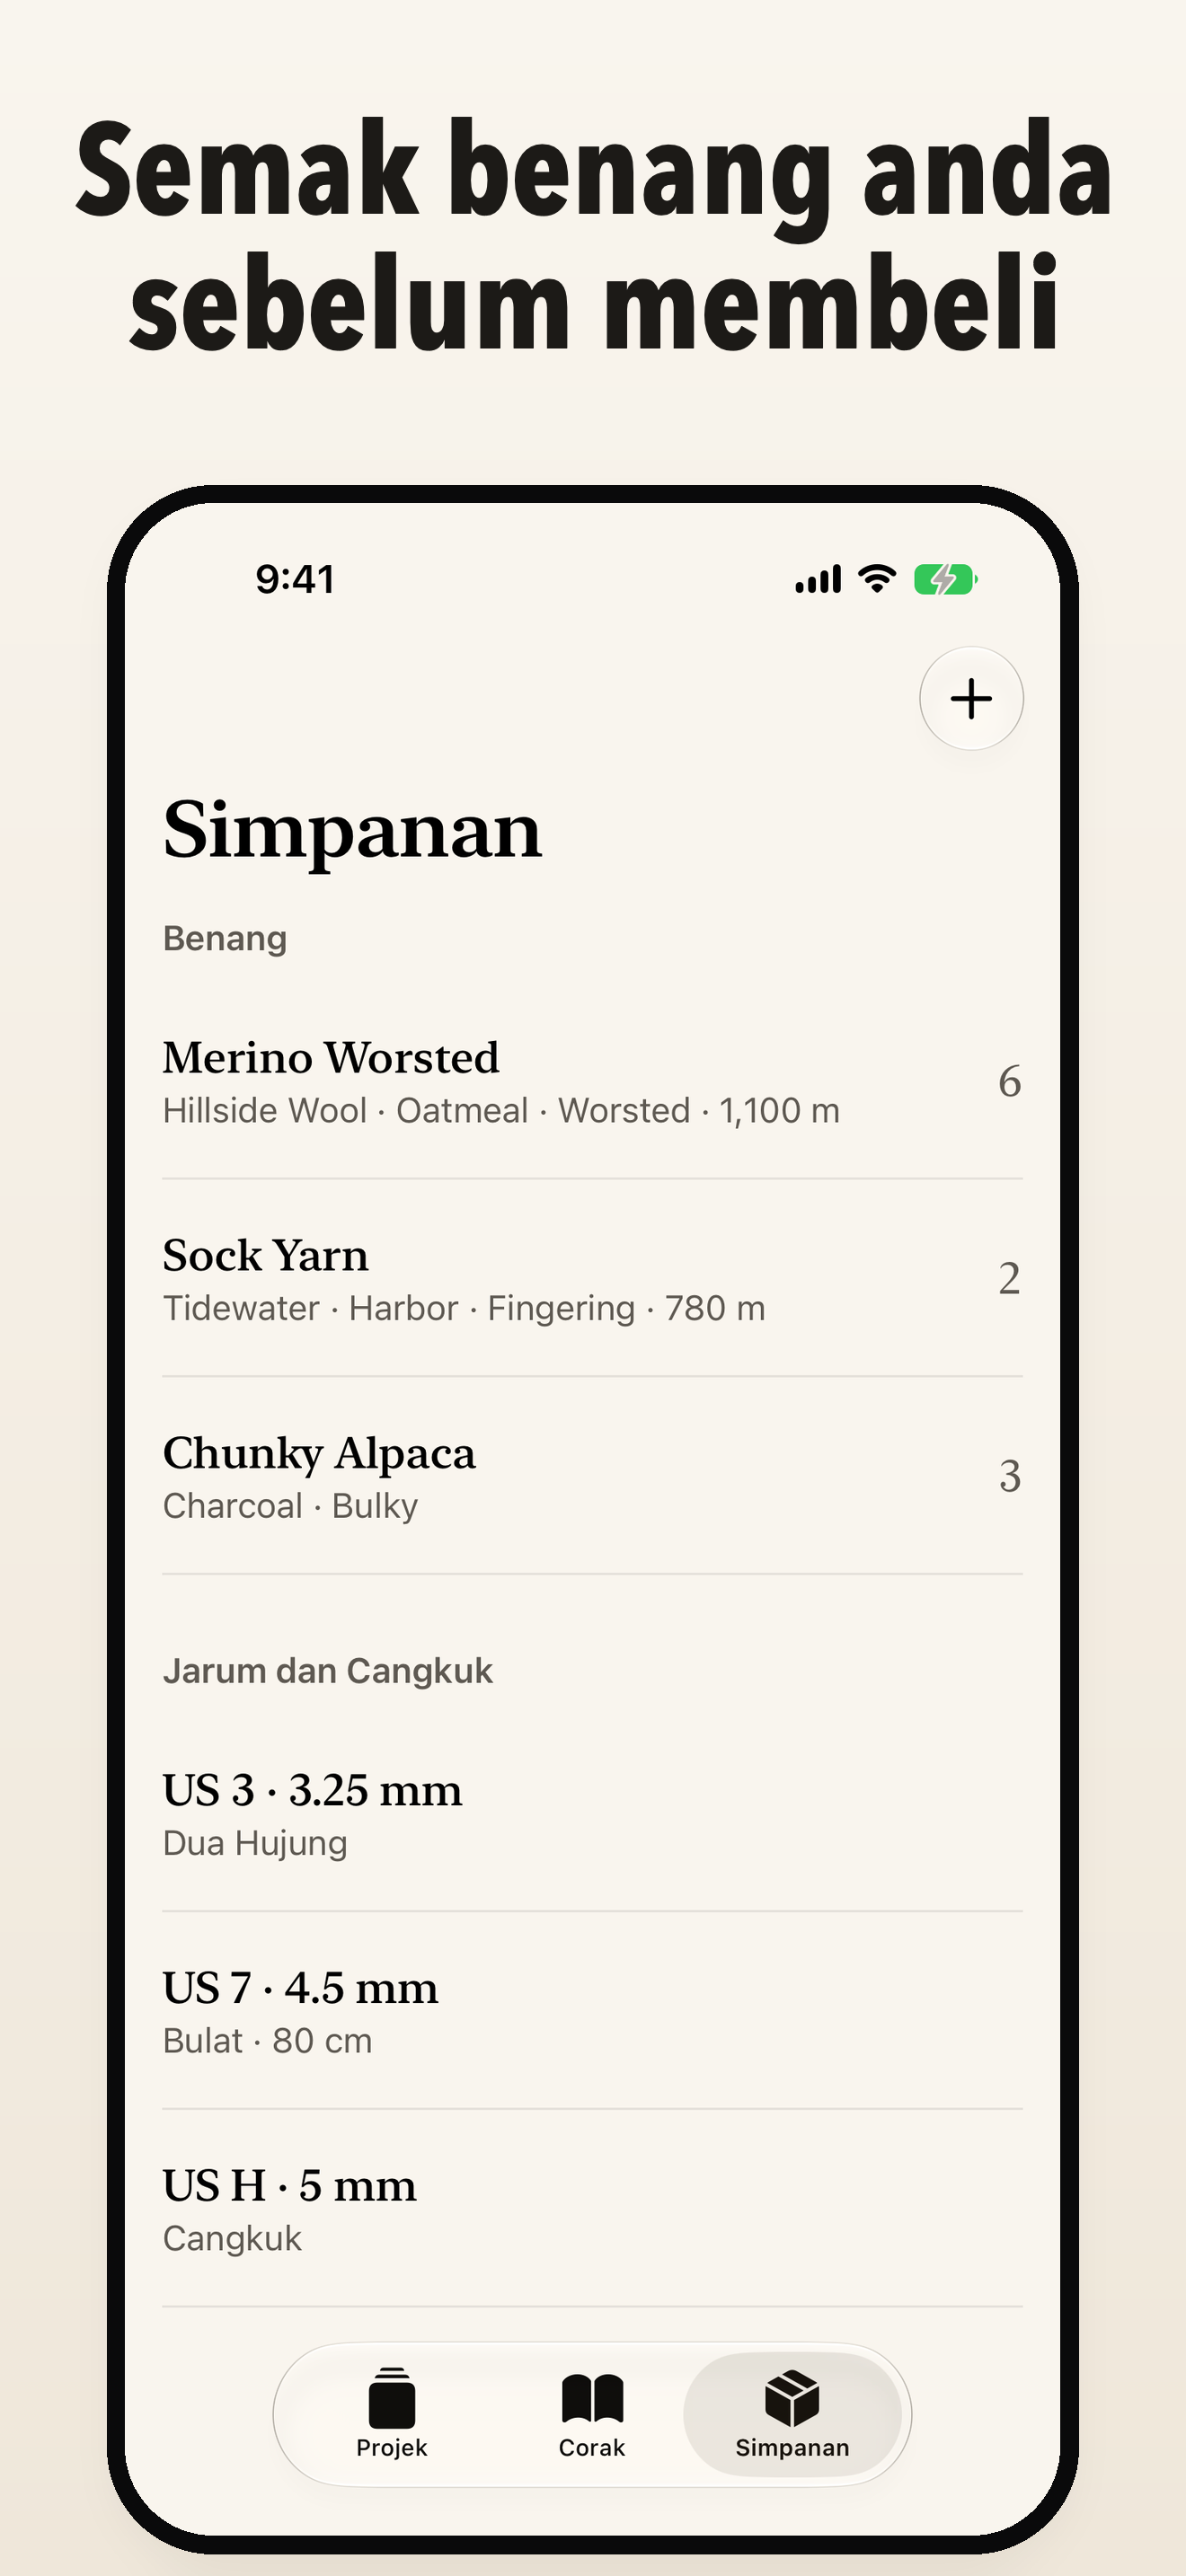 Semak benang anda
sebelum membeli
9:41
Simpanan
Benang
Merino Worsted
Hillside Wool · Oatmeal · Worsted · 1,100 m
6
Sock Yarn
Tidewater · Harbor · Fingering · 780 m
2
Chunky Alpaca
Charcoal · Bulky
3
Jarum dan Cangkuk
US 3 · 3.25 mm
Dua Hujung
US 7 · 4.5 mm
Bulat · 80 cm
US H · 5 mm
Cangkuk
Projek
Corak
Simpanan